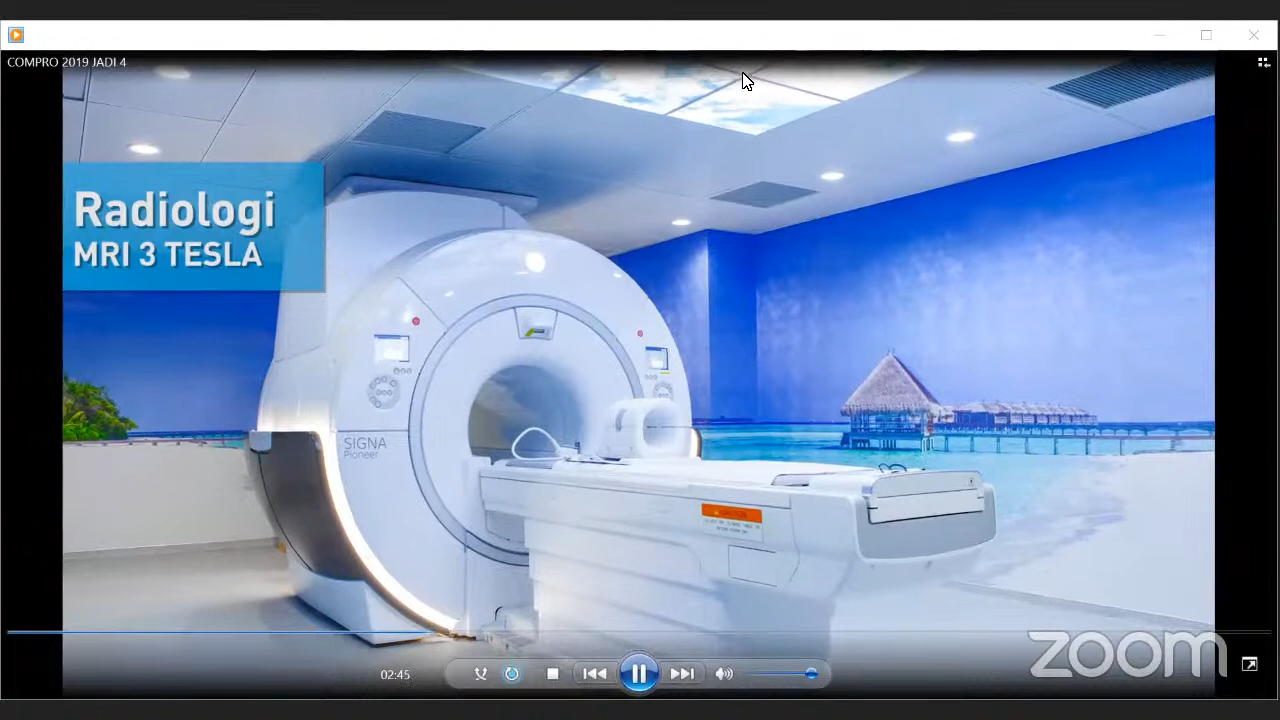 COMPRO 2019 JADI 4
Radiologi
MRI 3 TESLA
SIGNA
Pioneer
02:45
zoom